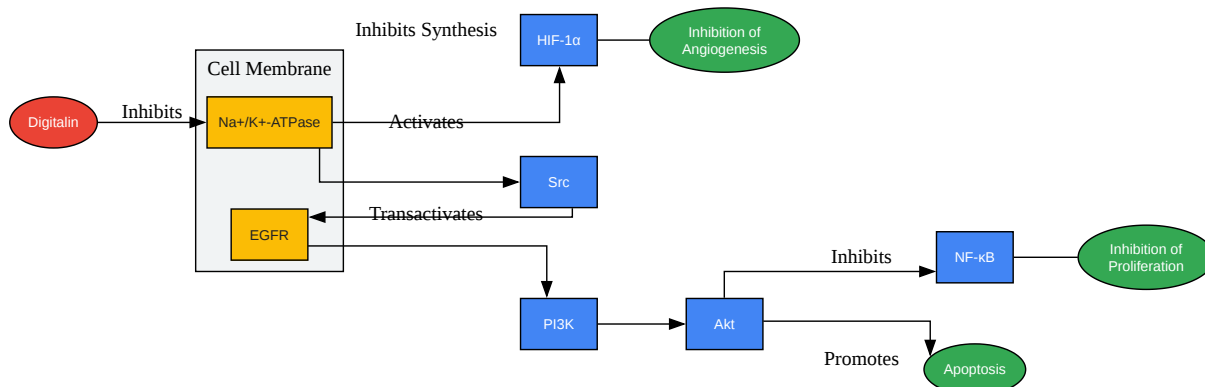 Inhibits Synthesis
HIF-1α
Inhibition of
Angiogenesis
Cell Membrane
Digitalin
Inhibits
Na+/K+-ATPase
Activates
Src
Transactivates
EGFR
Inhibits
NF-κB
Inhibition of
Proliferation
PI3K
Akt
Promotes
Apoptosis